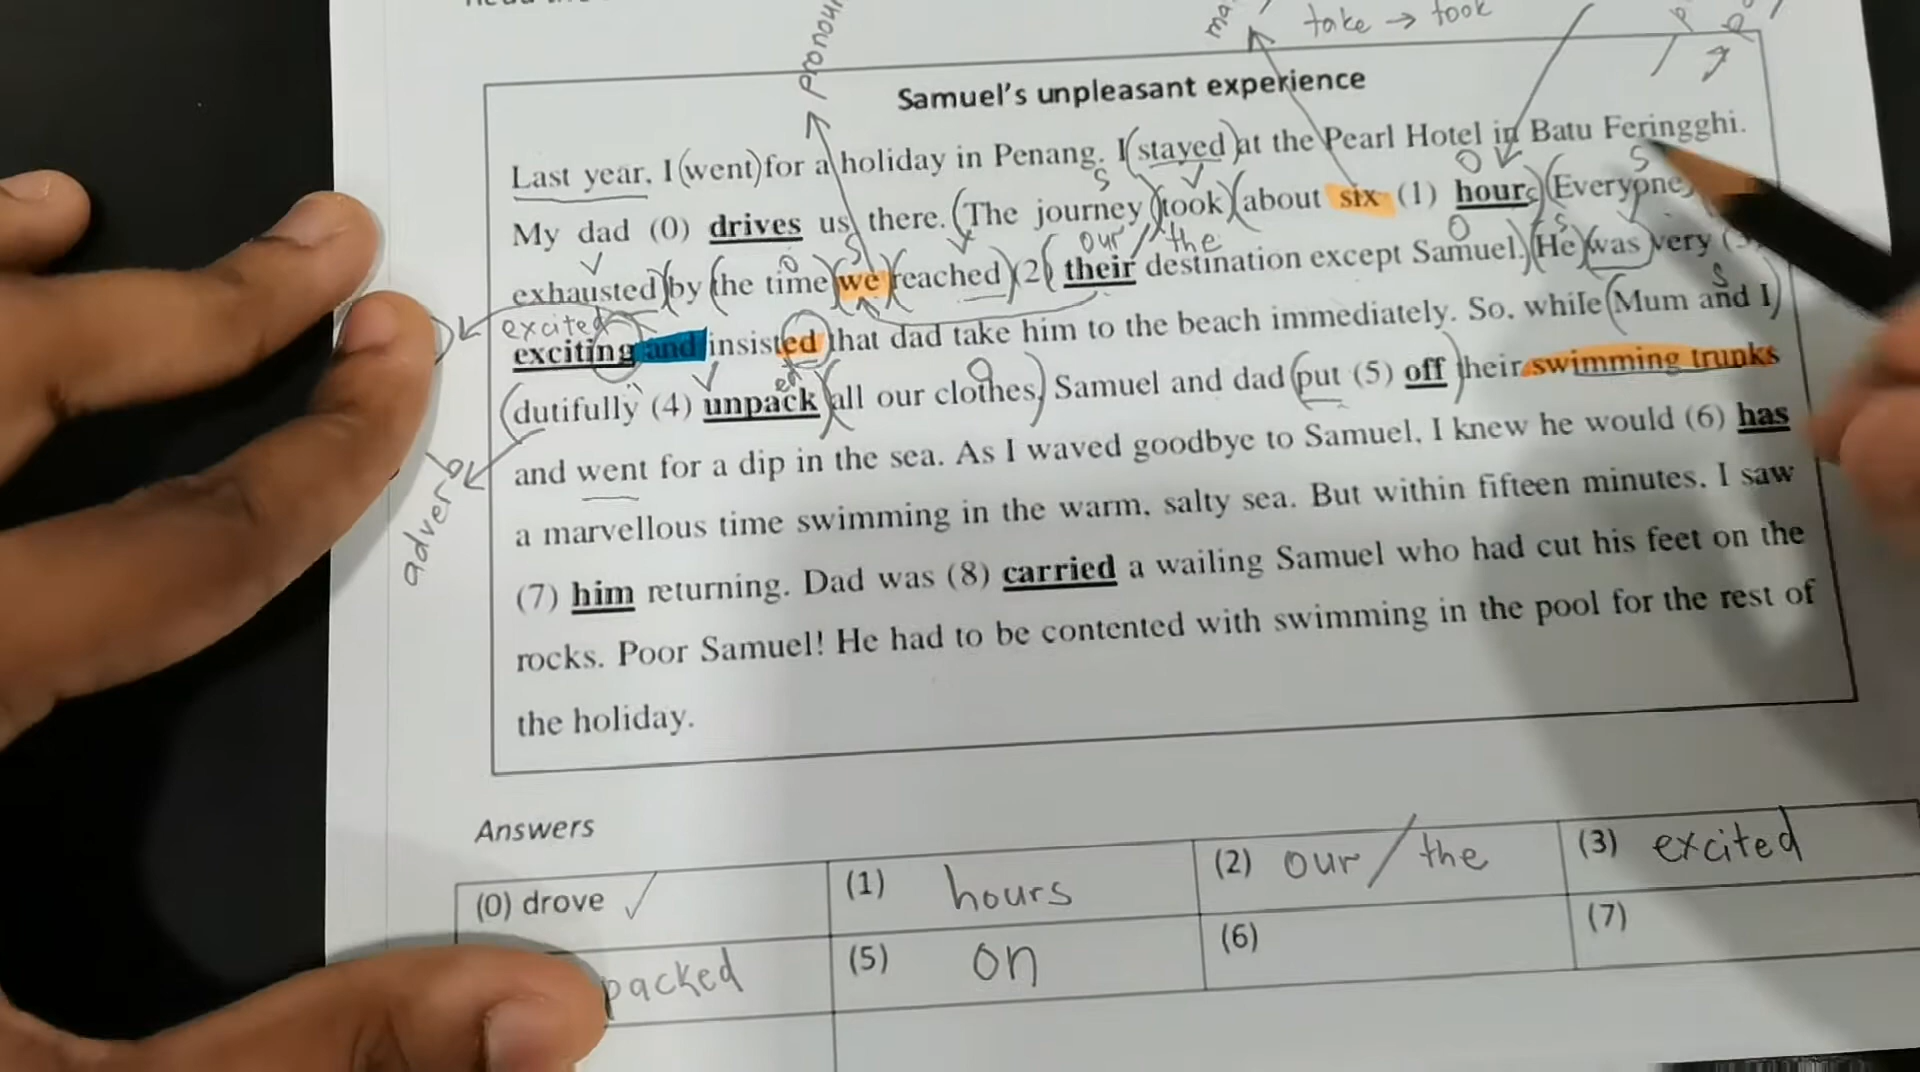 take → took
pronoun
Samuel's unpleasant experience
Last year, I (went) for a holiday in Penang. I (stayed) at the Pearl Hotel in Batu Feringghi.
S O S
My dad (0) drives us there. (The journey) (took) (about six (1) hours) (Everyone)
our / the
S O S
exhausted) by (the time) (we) (reached) (2) (their destination except Samuel.) (He) (was) very (3)
excited S
exciting and insisted that dad take him to the beach immediately. So, while (Mum and I)
ed O
(dutifully (4) unpack) (all our clothes) Samuel and dad (put (5) off) their swimming trunks
and went for a dip in the sea. As I waved goodbye to Samuel, I knew he would (6) has
adverb
a marvellous time swimming in the warm, salty sea. But within fifteen minutes, I saw
(7) him returning. Dad was (8) carried a wailing Samuel who had cut his feet on the
rocks. Poor Samuel! He had to be contented with swimming in the pool for the rest of
the holiday.
Answers
(0) drove ✓ (1) hours (2) our / the (3) excited
packed (5) on (6) (7)